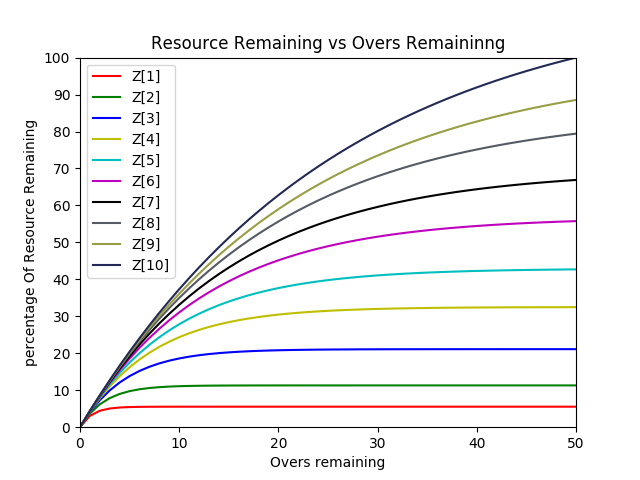 Resource Remaining vs Overs Remaininng
percentage Of Resource Remaining
100
90
80
70
60
50
40
30
20
10
0
Z[1]
Z[2]
Z[3]
Z[4]
Z[5]
Z[6]
Z[7]
Z[8]
Z[9]
Z[10]
0 10 20 30 40 50
Overs remaining